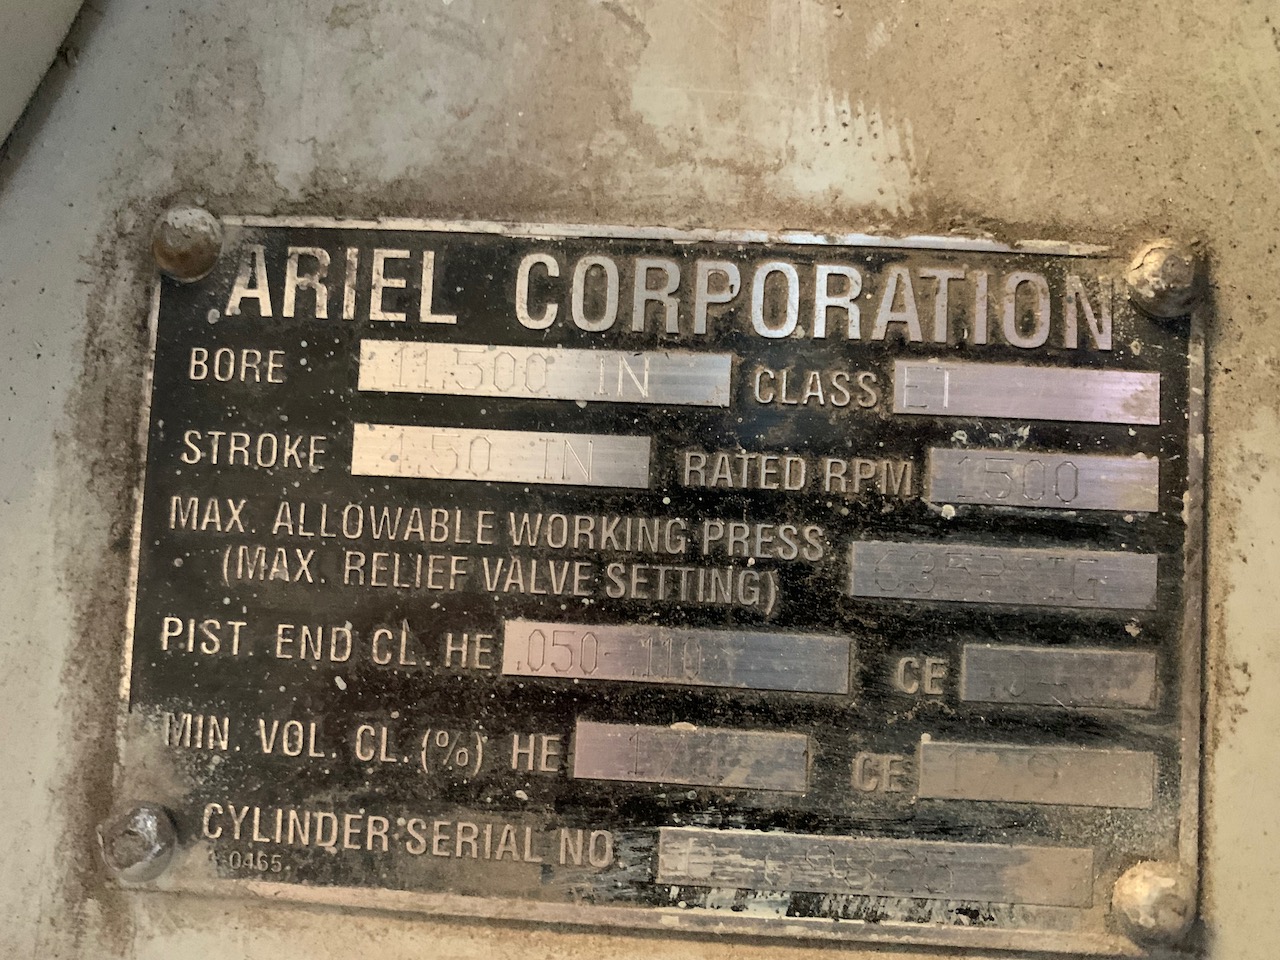 ARIEL CORPORATION
BORE 11.500 IN CLASS ET
STROKE 4.50 IN RATED RPM 1500
MAX. ALLOWABLE WORKING PRESS
(MAX. RELIEF VALVE SETTING) 635PSIG
PIST. END CL. HE .050-.110 CE
MIN. VOL. CL. (%) HE CE
CYLINDER SERIAL NO.
0465